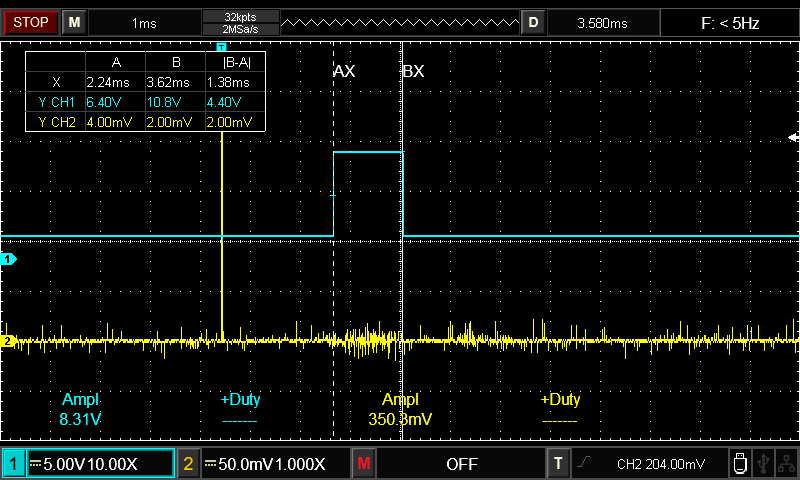 STOP M 1ms 32kpts D 3.580ms F: < 5Hz
2MSa/s
T
A B |B-A|
X 2.24ms 3.62ms 1.38ms
Y CH1 6.40V 10.8V 4.40V
Y CH2 4.00mV 2.00mV 2.00mV
AX BX
1
2
Ampl +Duty Ampl +Duty
8.31V ------- 350.3mV -------
1 5.00V 10.00X 2 50.0mV 1.000X M OFF T CH2 204.00mV